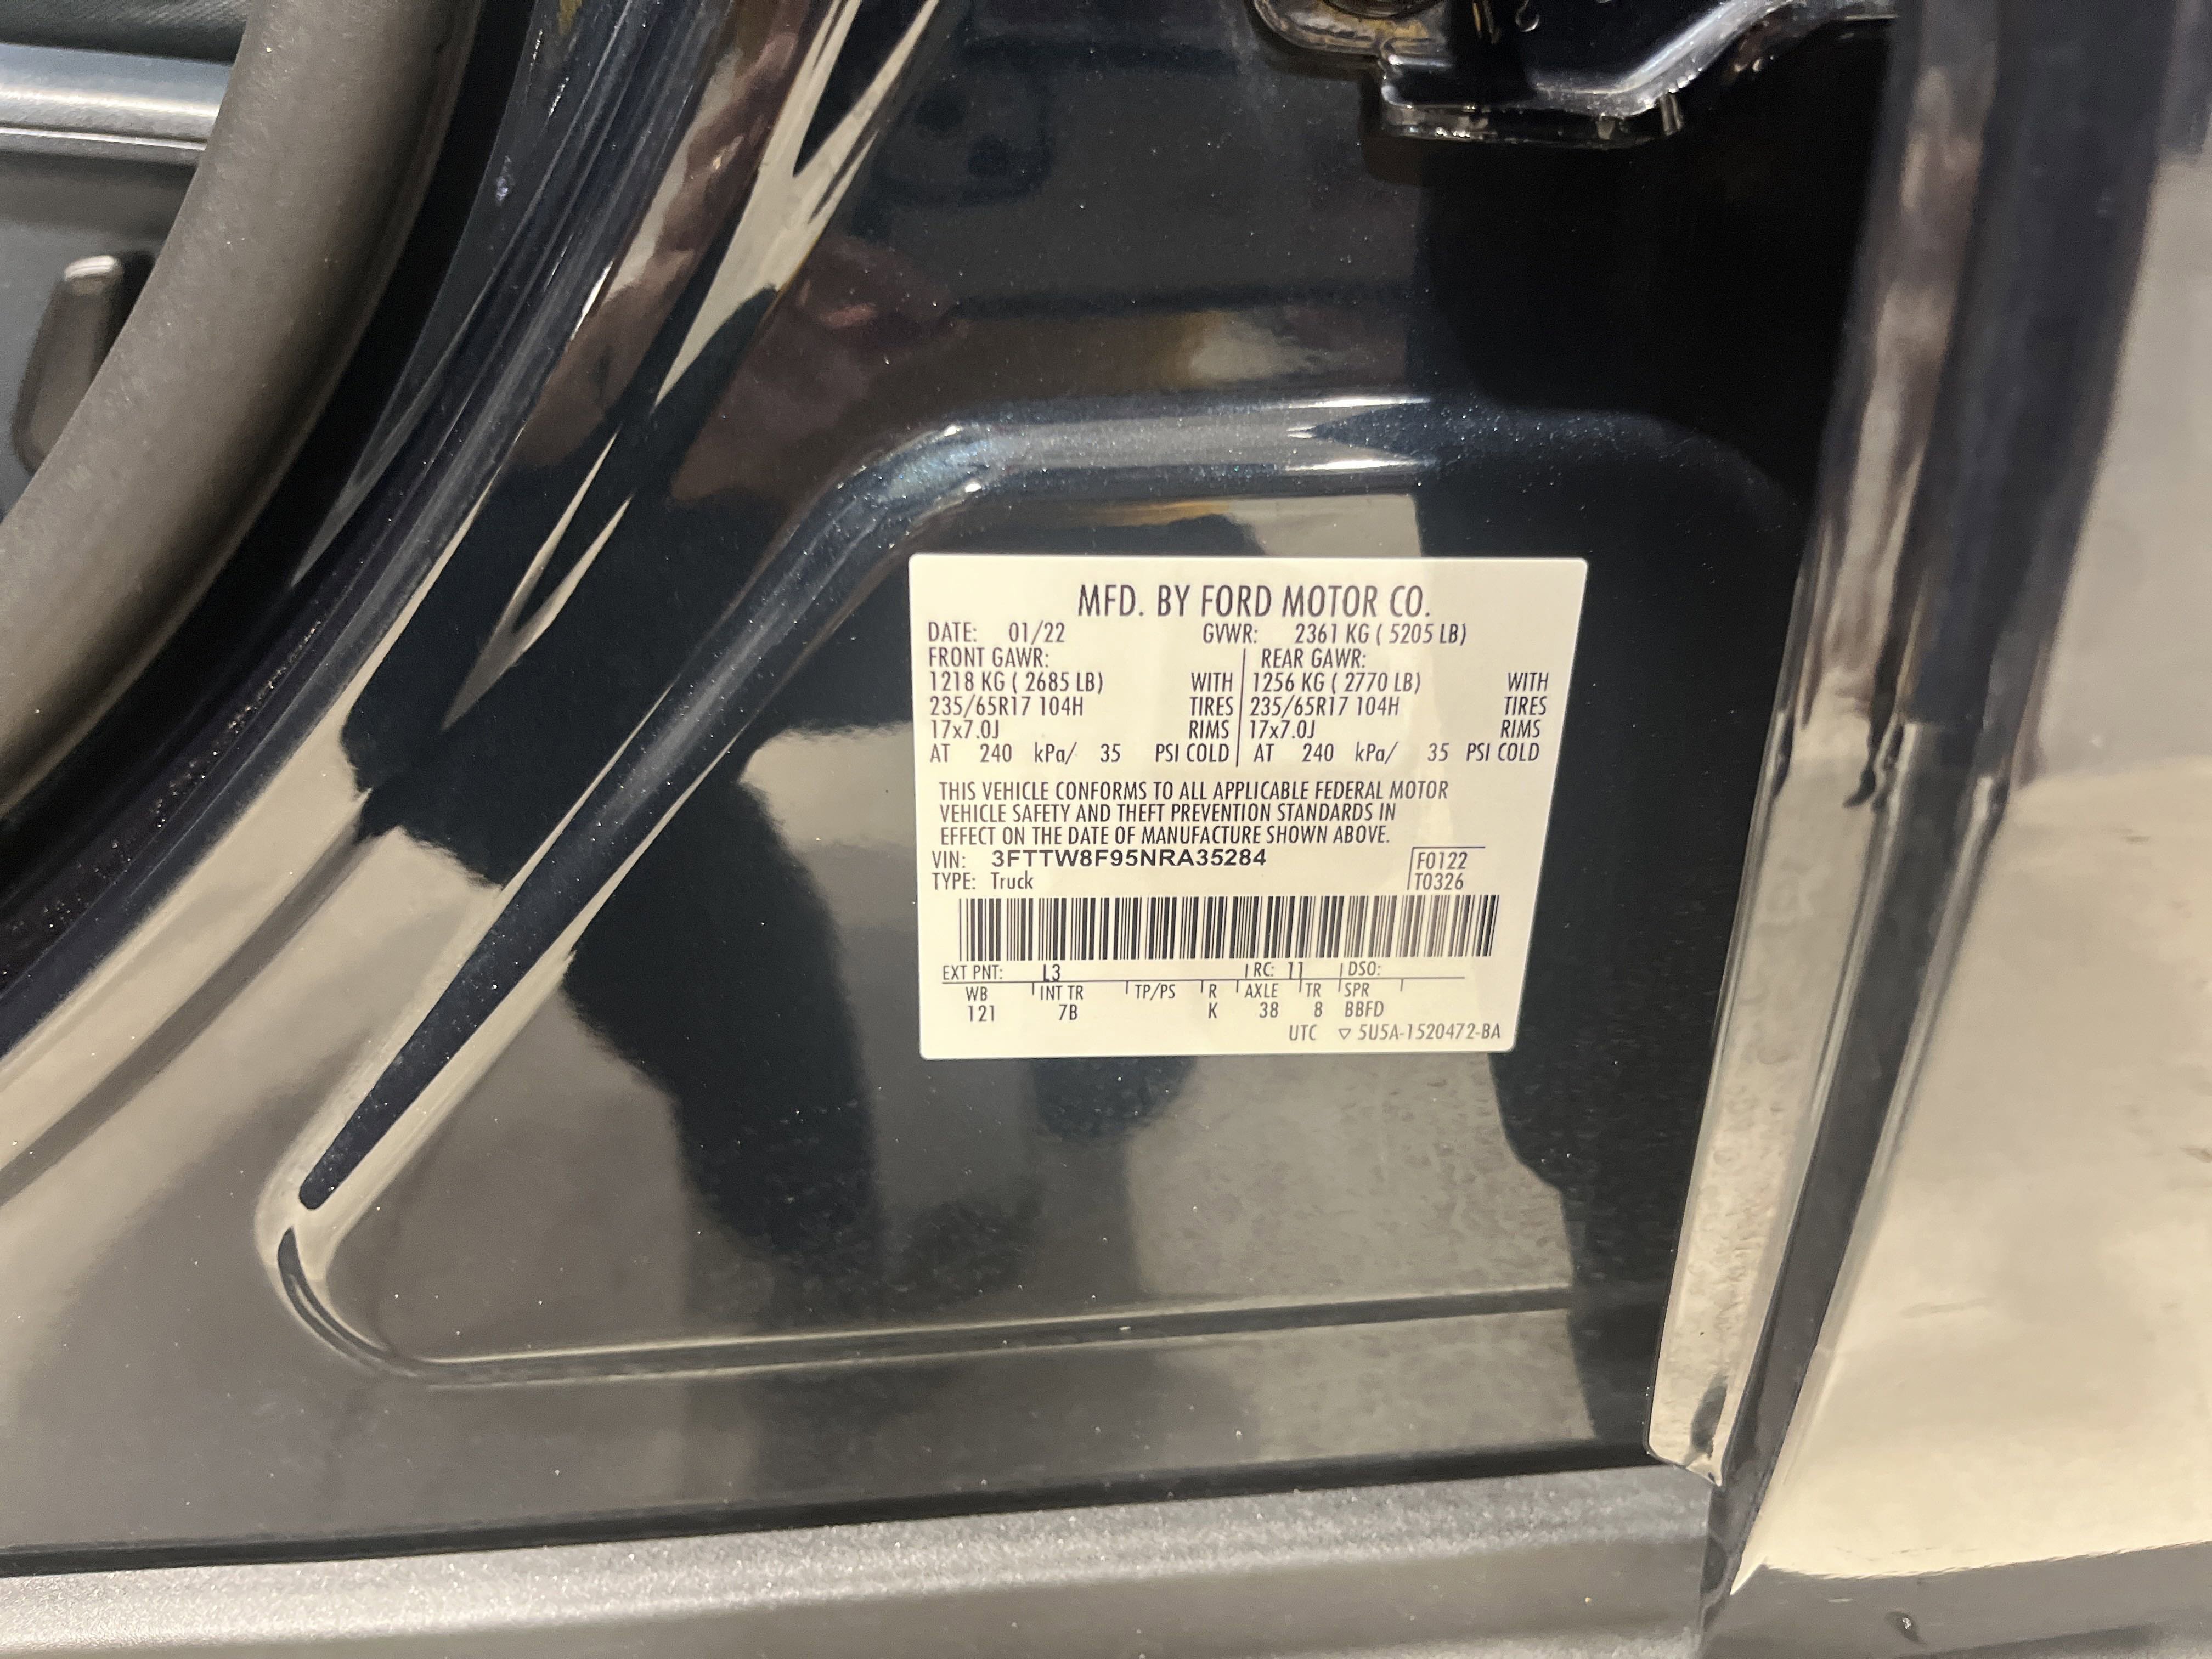 MFD. BY FORD MOTOR CO.
DATE: 01/22 GVWR: 2361 KG ( 5205 LB)
FRONT GAWR: REAR GAWR:
1218 KG ( 2685 LB) WITH 1256 KG ( 2770 LB) WITH
235/65R17 104H TIRES 235/65R17 104H TIRES
17x7.0J RIMS 17x7.0J RIMS
AT 240 kPa/ 35 PSI COLD AT 240 kPa/ 35 PSI COLD
THIS VEHICLE CONFORMS TO ALL APPLICABLE FEDERAL MOTOR
VEHICLE SAFETY AND THEFT PREVENTION STANDARDS IN
EFFECT ON THE DATE OF MANUFACTURE SHOWN ABOVE.
VIN: 3FTTW8F95NRA35284 F0122
TYPE: Truck T0326
EXT PNT: L3 RC: 11 DSO:
WB INT TR TP/PS R AXLE TR SPR
121 7B K 38 8 BBFD
UTC ▽ 5U5A-1520472-BA